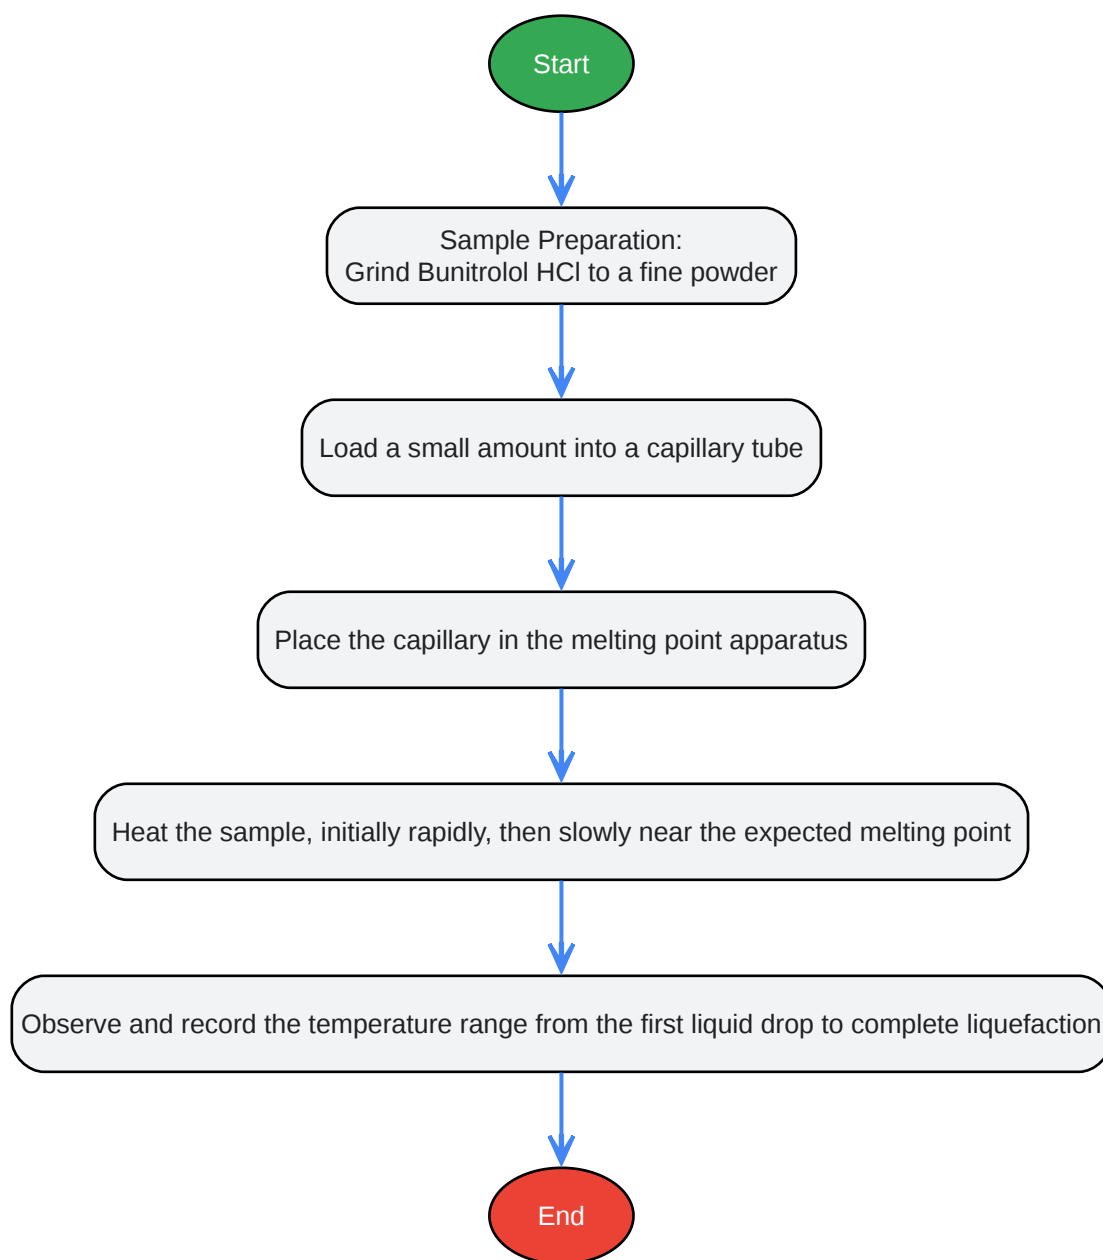 Start
Sample Preparation:
Grind Bunitrolol HCl to a fine powder
Load a small amount into a capillary tube
Place the capillary in the melting point apparatus
Heat the sample, initially rapidly, then slowly near the expected melting point
Observe and record the temperature range from the first liquid drop to complete liquefaction
End